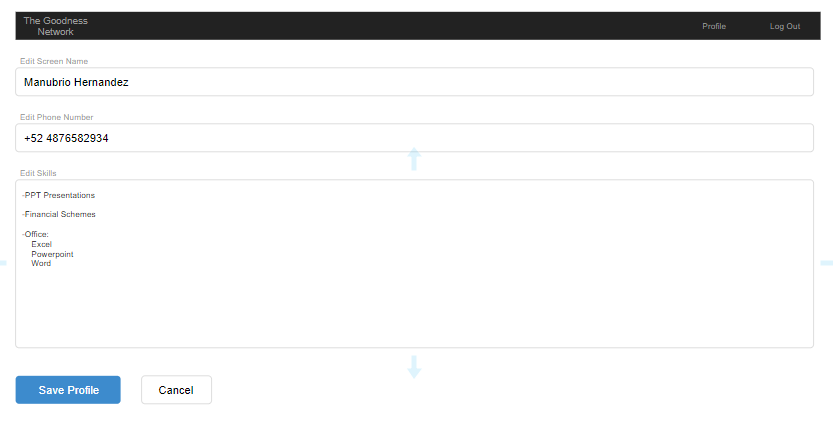 The Goodness
Network
Profile
Log Out
Edit Screen Name
Manubrio Hernandez
Edit Phone Number
+52 4876582934
Edit Skills
-PPT Presentations
-Financial Schemes
-Office:
Excel
Powerpoint
Word
Save Profile
Cancel